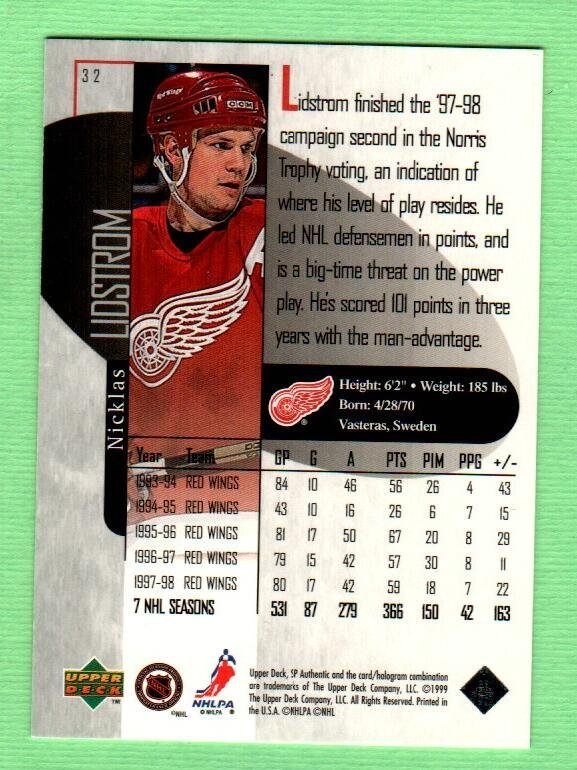 32
Lidstrom finished the '97-98
campaign second in the Norris
Trophy voting, an indication of
where his level of play resides. He
led NHL defensemen in points, and
is a big-time threat on the power
play. He's scored 101 points in three
years with the man-advantage.
Nicklas LIDSTROM
CCM
Height: 6'2" • Weight: 185 lbs
Born: 4/28/70
Vasteras, Sweden
Year Team GP G A PTS PIM PPG +/-
1993-94 RED WINGS 84 10 46 56 26 4 43
1994-95 RED WINGS 43 10 16 26 6 7 15
1995-96 RED WINGS 81 17 50 67 20 8 29
1996-97 RED WINGS 79 15 42 57 30 8 11
1997-98 RED WINGS 80 17 42 59 18 7 22
7 NHL SEASONS 531 87 279 366 150 42 163
UPPER
DECK
TM
NHL
©NHL
NHLPA
©NHLPA ®
Upper Deck, SP Authentic and the card/hologram combination
are trademarks of The Upper Deck Company, LLC. ©1999
The Upper Deck Company, LLC. All Rights Reserved. Printed in
the U.S.A. ©NHLPA ©NHL